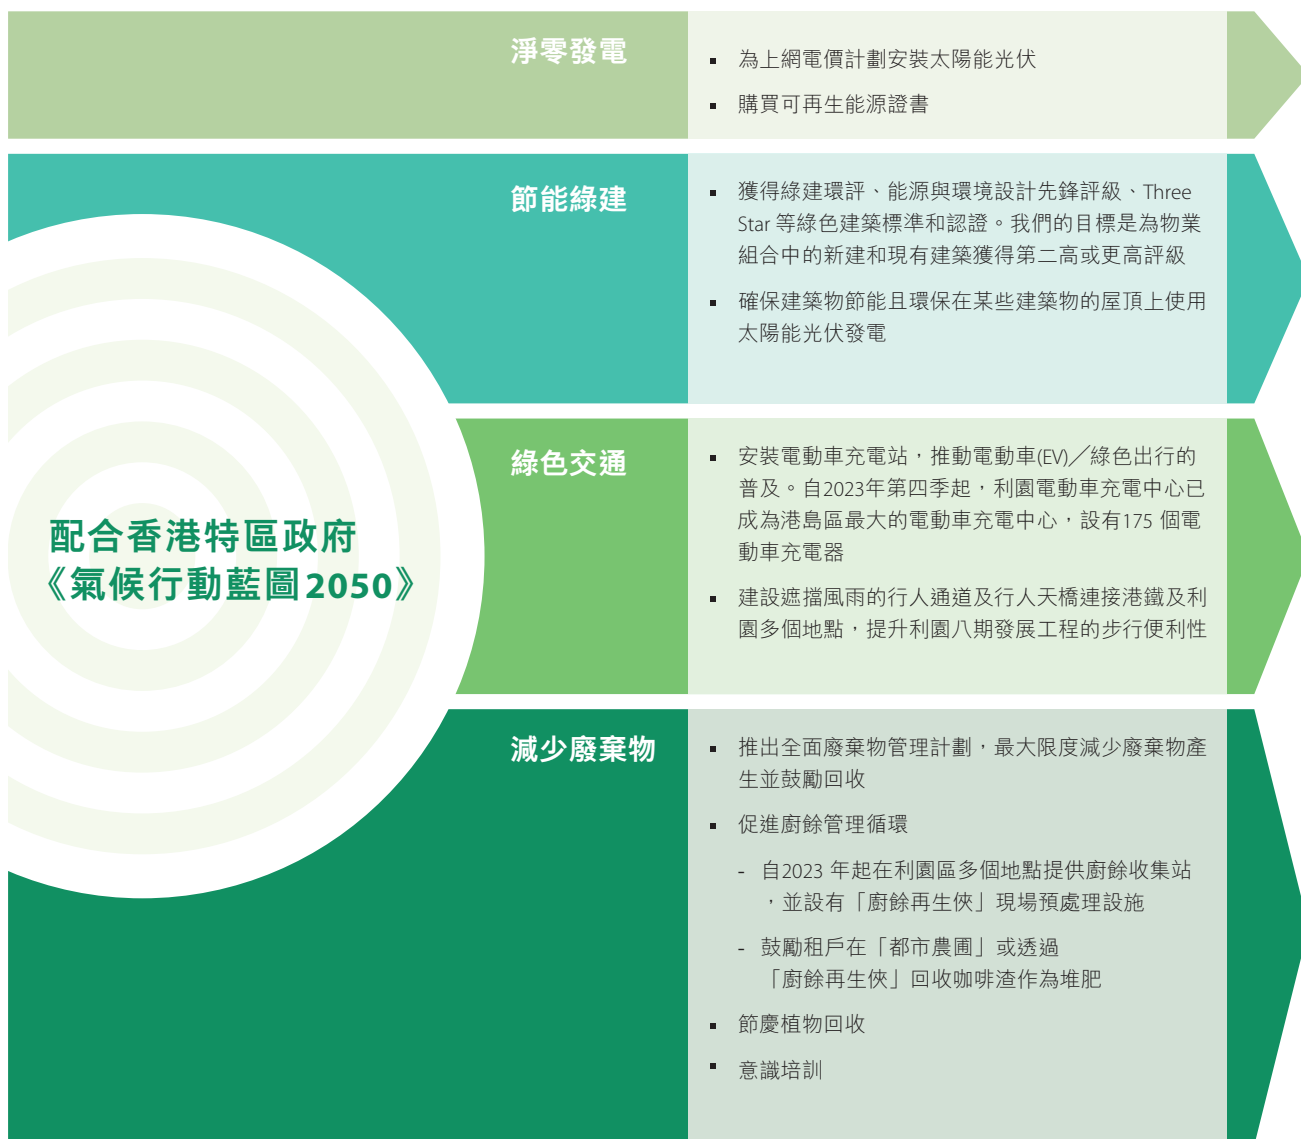 配合香港特區政府
《氣候行動藍圖2050》
淨零發電
▪ 為上網電價計劃安裝太陽能光伏
▪ 購買可再生能源證書
節能綠建
▪ 獲得綠建環評、能源與環境設計先鋒評級、Three
Star 等綠色建築標準和認證。我們的目標是為物業
組合中的新建和現有建築獲得第二高或更高評級
▪ 確保建築物節能且環保在某些建築物的屋頂上使用
太陽能光伏發電
綠色交通
▪ 安裝電動車充電站，推動電動車(EV)╱綠色出行的
普及。自2023年第四季起，利園電動車充電中心已
成為港島區最大的電動車充電中心，設有175 個電
動車充電器
▪ 建設遮擋風雨的行人通道及行人天橋連接港鐵及利
園多個地點，提升利園八期發展工程的步行便利性
減少廢棄物
▪ 推出全面廢棄物管理計劃，最大限度減少廢棄物產
生並鼓勵回收
▪ 促進廚餘管理循環
- 自2023 年起在利園區多個地點提供廚餘收集站
，並設有「廚餘再生俠」現場預處理設施
- 鼓勵租戶在「都市農圃」或透過
「廚餘再生俠」回收咖啡渣作為堆肥
▪ 節慶植物回收
▪ 意識培訓